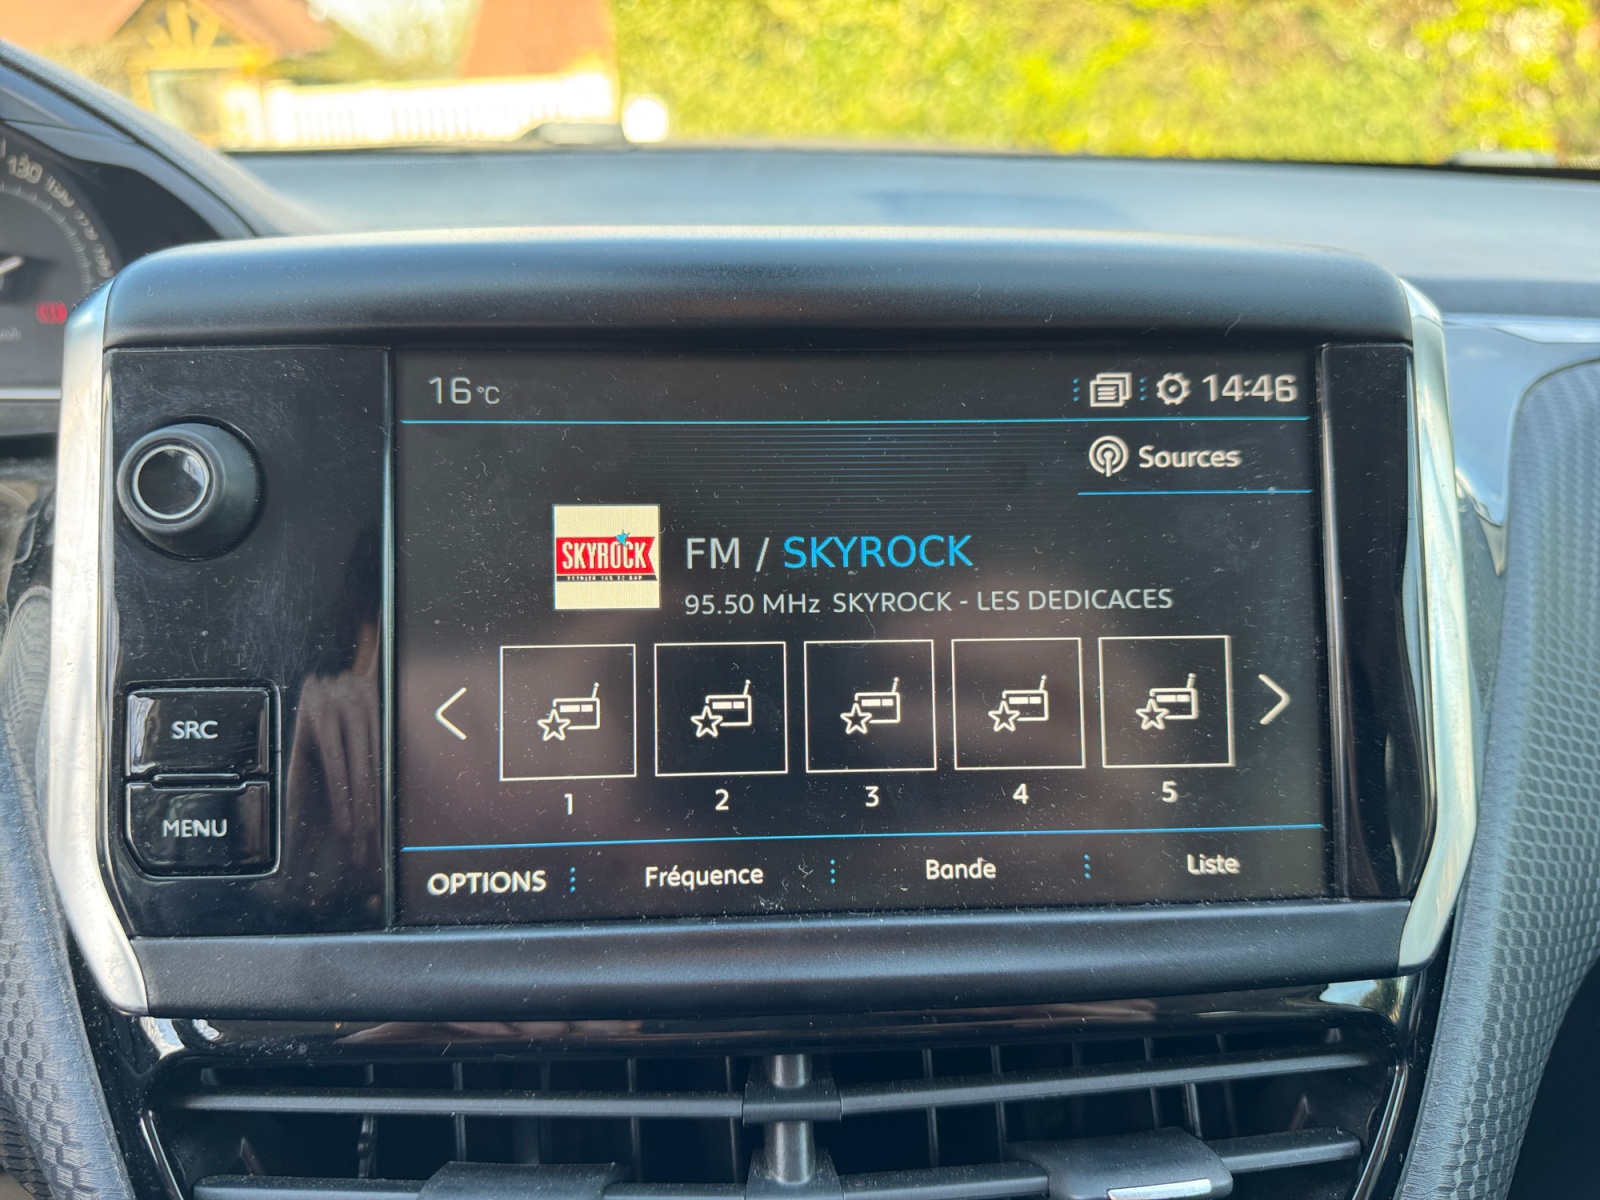 130
16 °C
14:46
Sources
SKYROCK
FM / SKYROCK
95.50 MHz SKYROCK - LES DEDICACES
1 2 3 4 5
SRC
MENU
OPTIONS
Fréquence
Bande
Liste